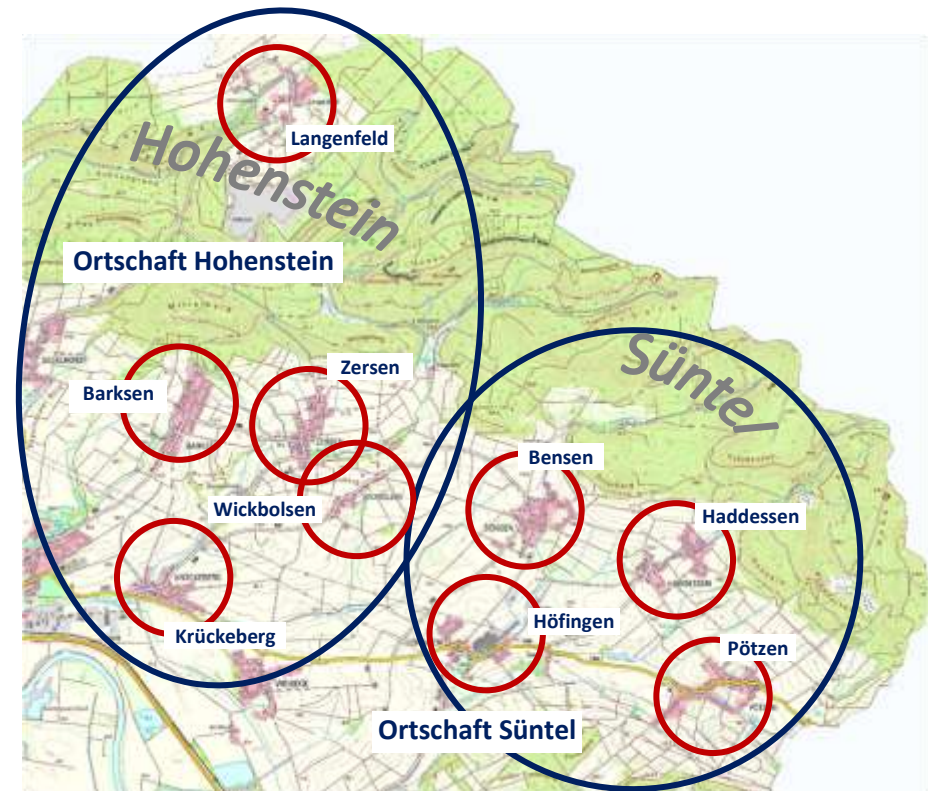 Langenfeld
Hohenstein
Ortschaft Hohenstein
Süntel
Zersen
Barksen
Bensen
Wickbolsen
Haddessen
Höfingen
Krückeberg
Pötzen
Ortschaft Süntel